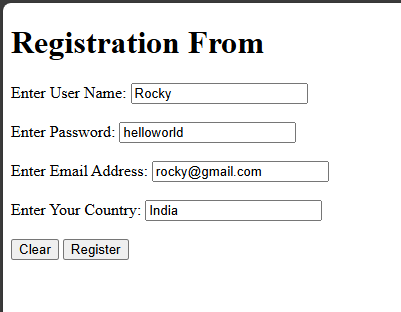 Registration From
Enter User Name: Rocky
Enter Password: helloworld
Enter Email Address: rocky@gmail.com
Enter Your Country: India
Clear Register